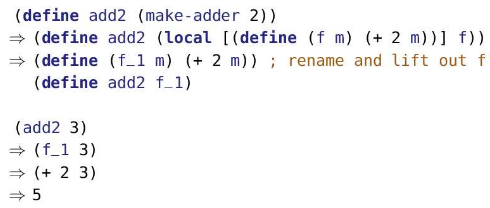 (define add2 (make-adder 2))
⇒ (define add2 (local [(define (f m) (+ 2 m))] f))
⇒ (define (f_1 m) (+ 2 m)) ; rename and lift out f
(define add2 f_1)
(add2 3)
⇒ (f_1 3)
⇒ (+ 2 3)
⇒ 5